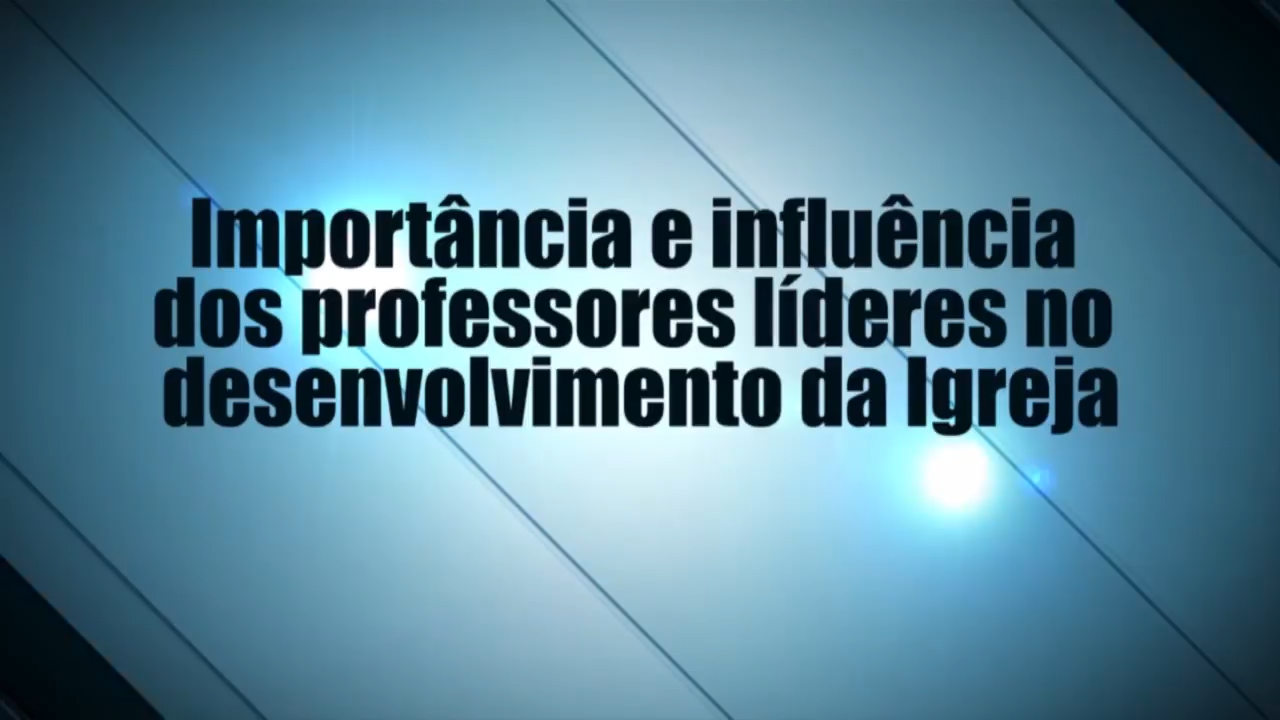 Importância e influência
dos professores líderes no
desenvolvimento da Igreja